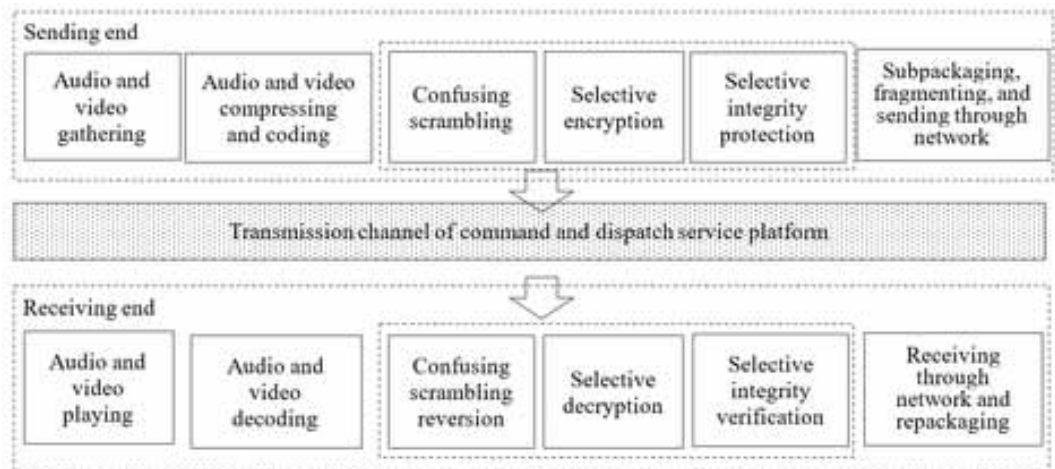 Sending end
Audio and
video
gathering
Audio and video
compressing
and coding
Confusing
scrambling
Selective
encryption
Selective
integrity
protection
Subpackaging,
fragmenting, and
sending through
network
Transmission channel of command and dispatch service platform
Receiving end
Audio and
video
playing
Audio and
video
decoding
Confusing
scrambling
reversion
Selective
decryption
Selective
integrity
verification
Receiving
through
network and
repackaging